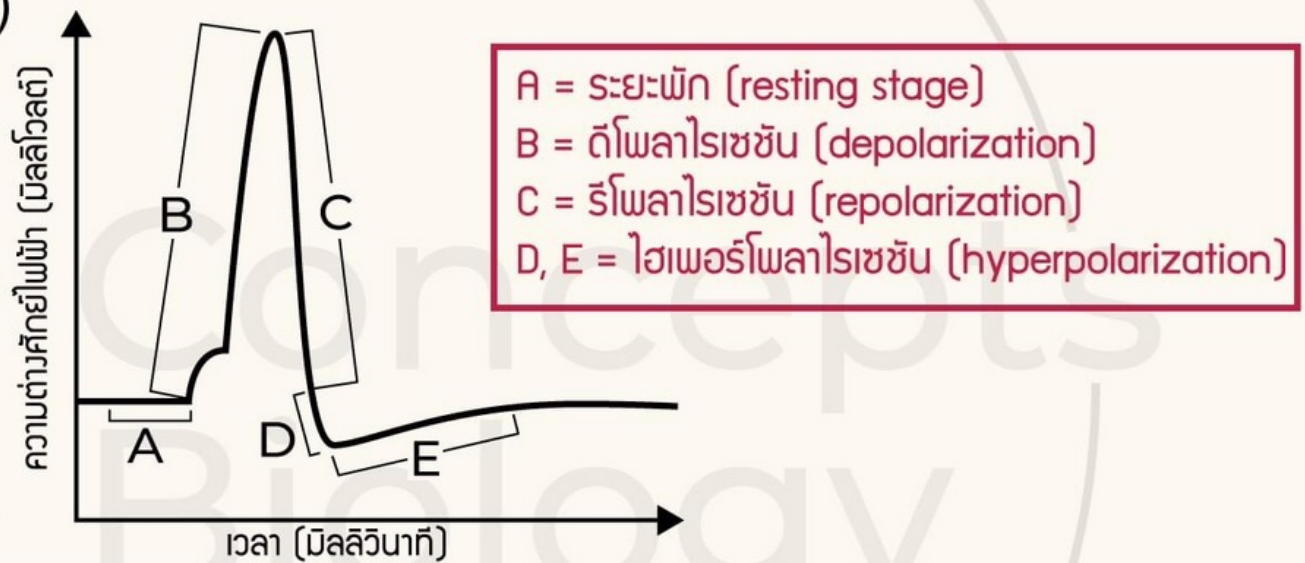 )
ความต่างศักย์ไฟฟ้า (มิลลิโวลต์)
A = ระยะพัก (resting stage)
B = ดีโพลาไรเซชัน (depolarization)
C = รีโพลาไรเซชัน (repolarization)
D, E = ไฮเพอร์โพลาไรเซชัน (hyperpolarization)
B
C
A
D
E
เวลา (มิลลิวินาที)
Concepts
Biology